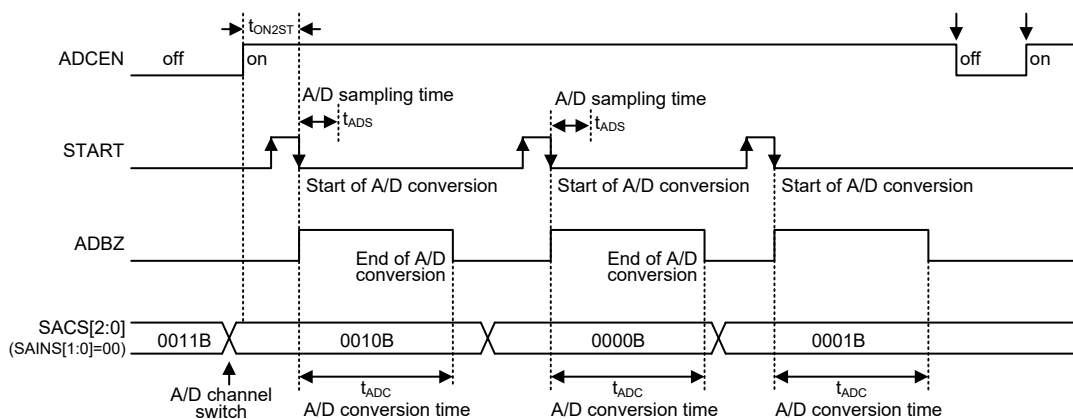 tON2ST
ADCEN
off
on
off
on
A/D sampling time
A/D sampling time
tADS
tADS
START
Start of A/D conversion
Start of A/D conversion
Start of A/D conversion
ADBZ
End of A/D
conversion
End of A/D
conversion
SACS[2:0]
(SAINS[1:0]=00)
0011B
0010B
0000B
0001B
A/D channel
switch
tADC
A/D conversion time
tADC
A/D conversion time
tADC
A/D conversion time